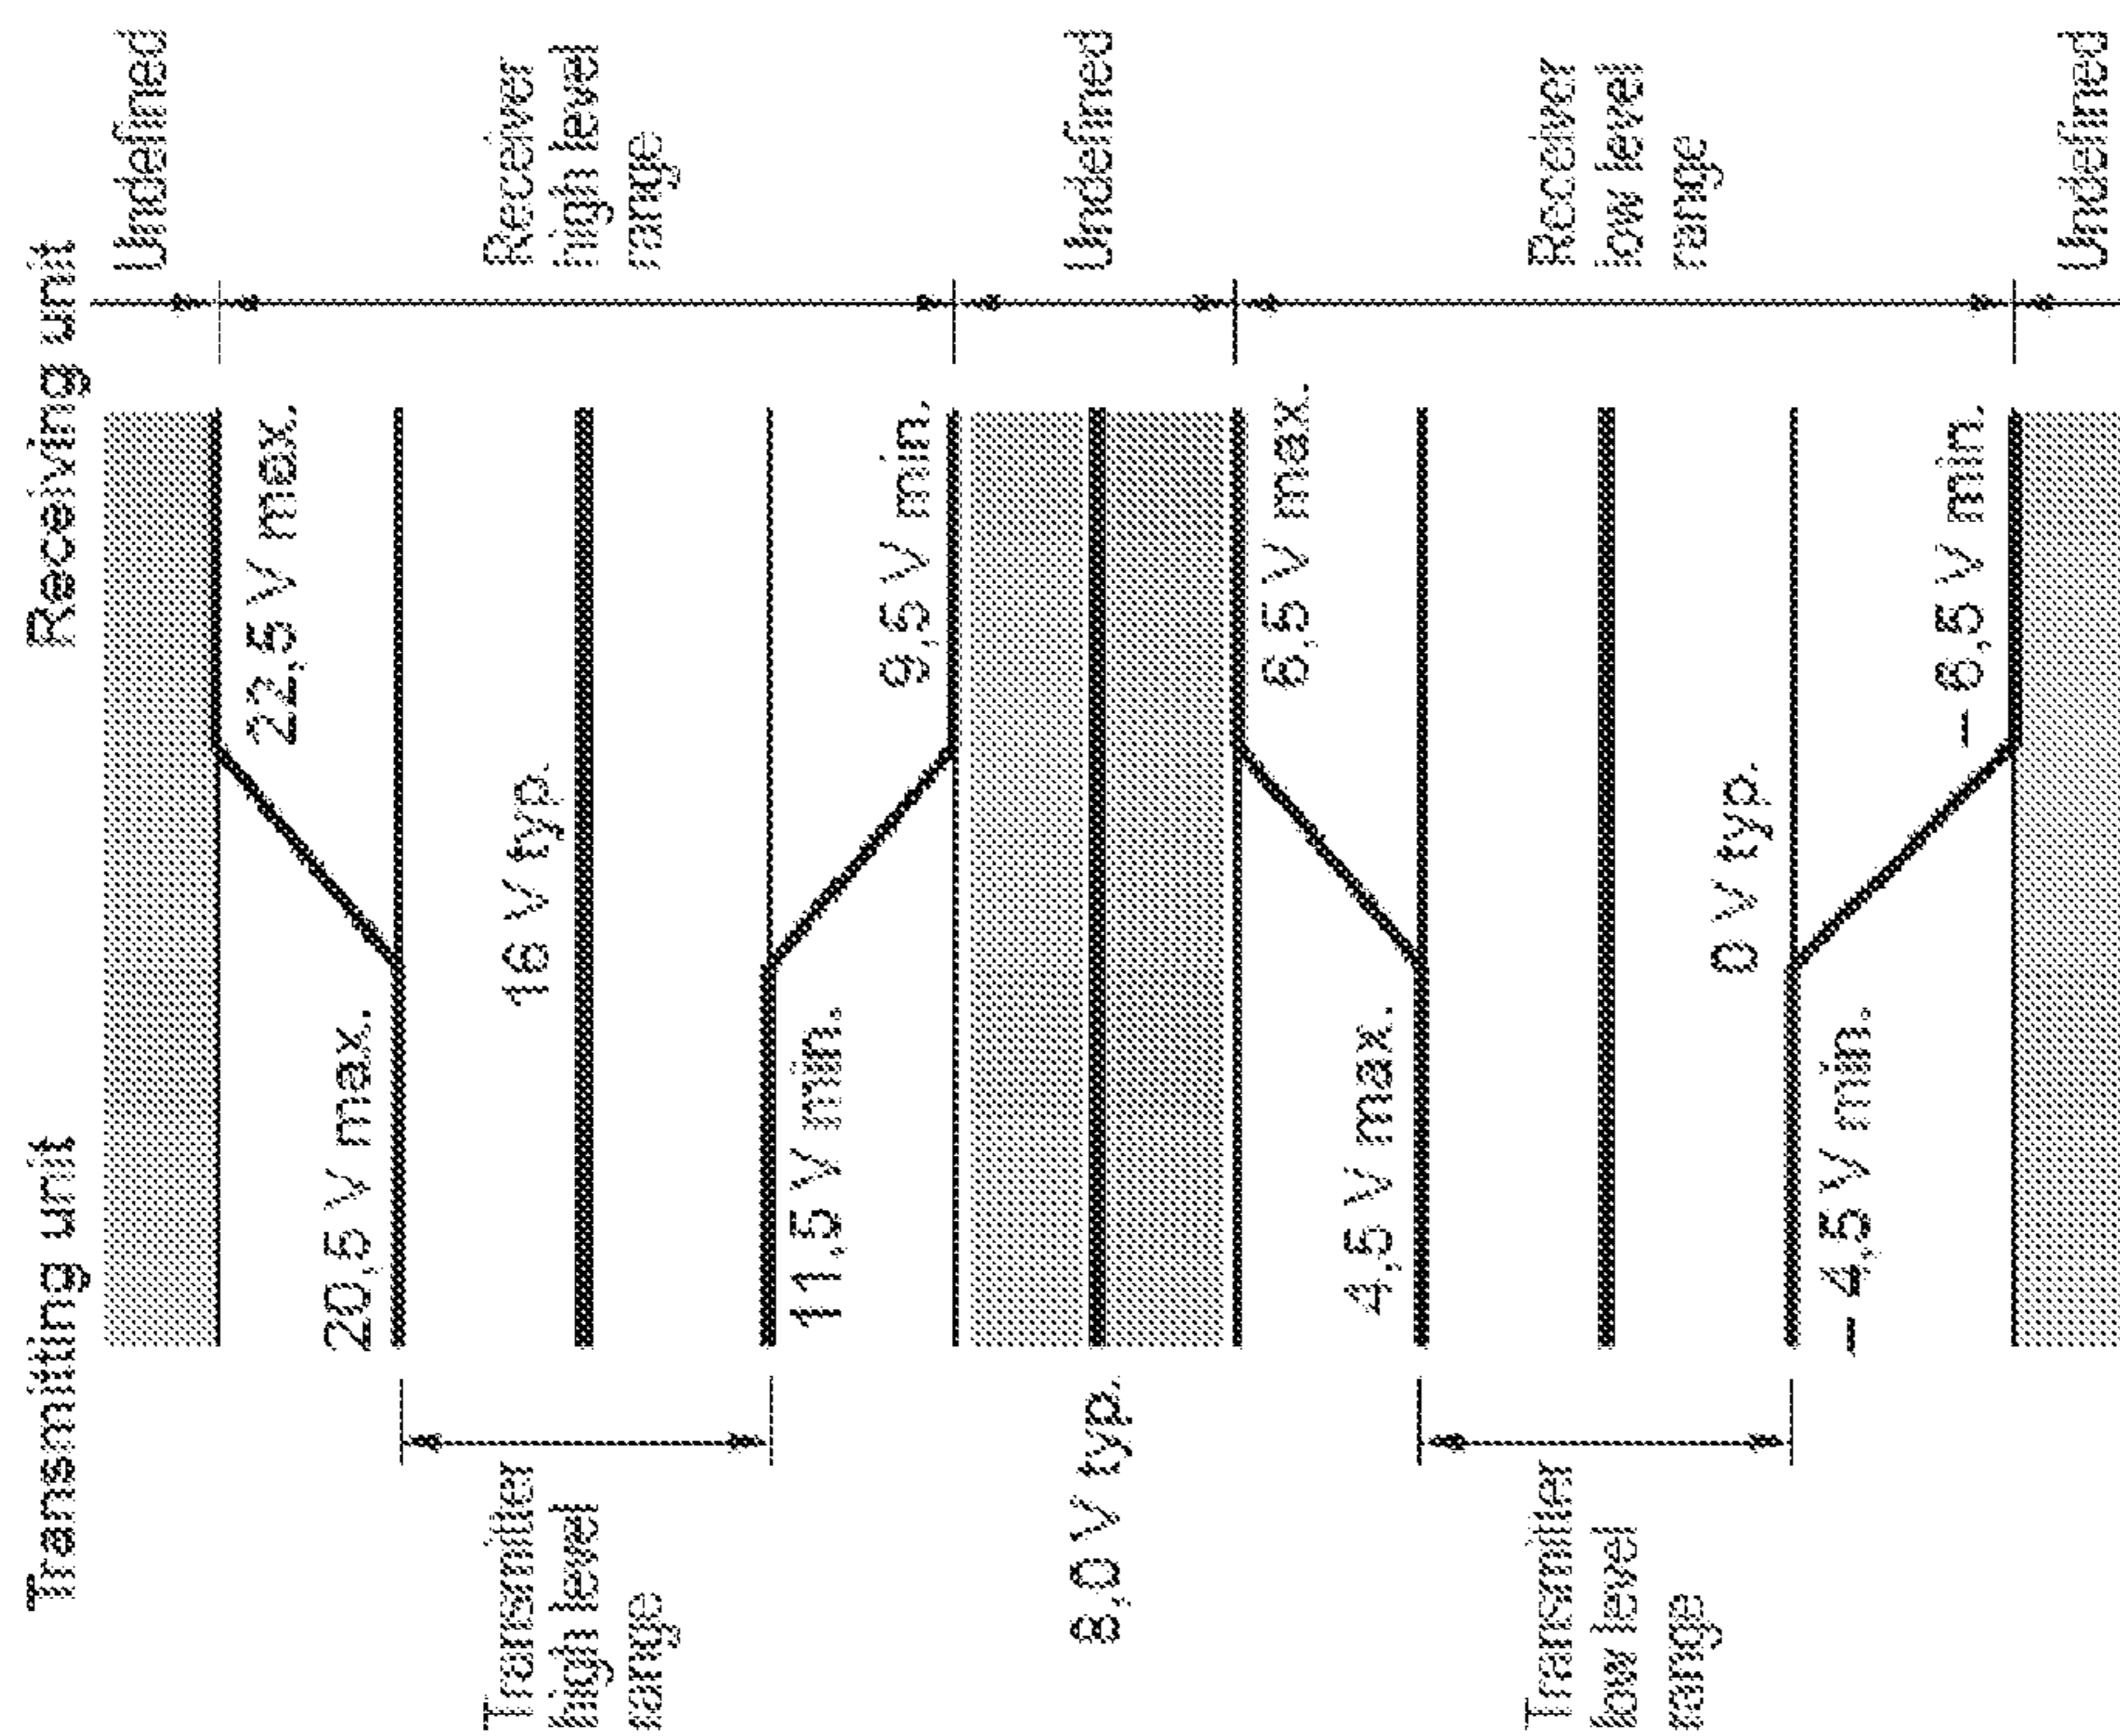 Transmitting unit
Receiving unit
Undefined
22,5 V max.
20,5 V max.
Transmitter
high level
range
16 V typ.
Receiver
high level
range
11,5 V min.
9,5 V min.
8,0 V typ.
Undefined
6,5 V max.
4,5 V max.
Transmitter
low level
range
Receiver
low level
range
0 V typ.
– 4,5 V min.
– 6,5 V min.
Undefined